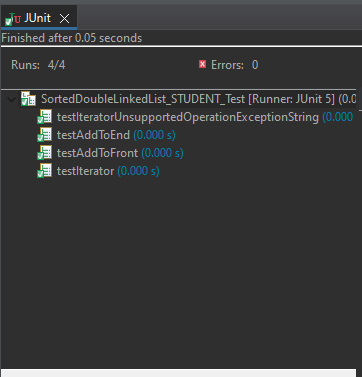 JUnit
Finished after 0.05 seconds
Runs: 4/4 Errors: 0
SortedDoubleLinkedList_STUDENT_Test [Runner: JUnit 5] (0.0
testIteratorUnsupportedOperationExceptionString (0.000
testAddToEnd (0.000 s)
testAddToFront (0.000 s)
testIterator (0.000 s)